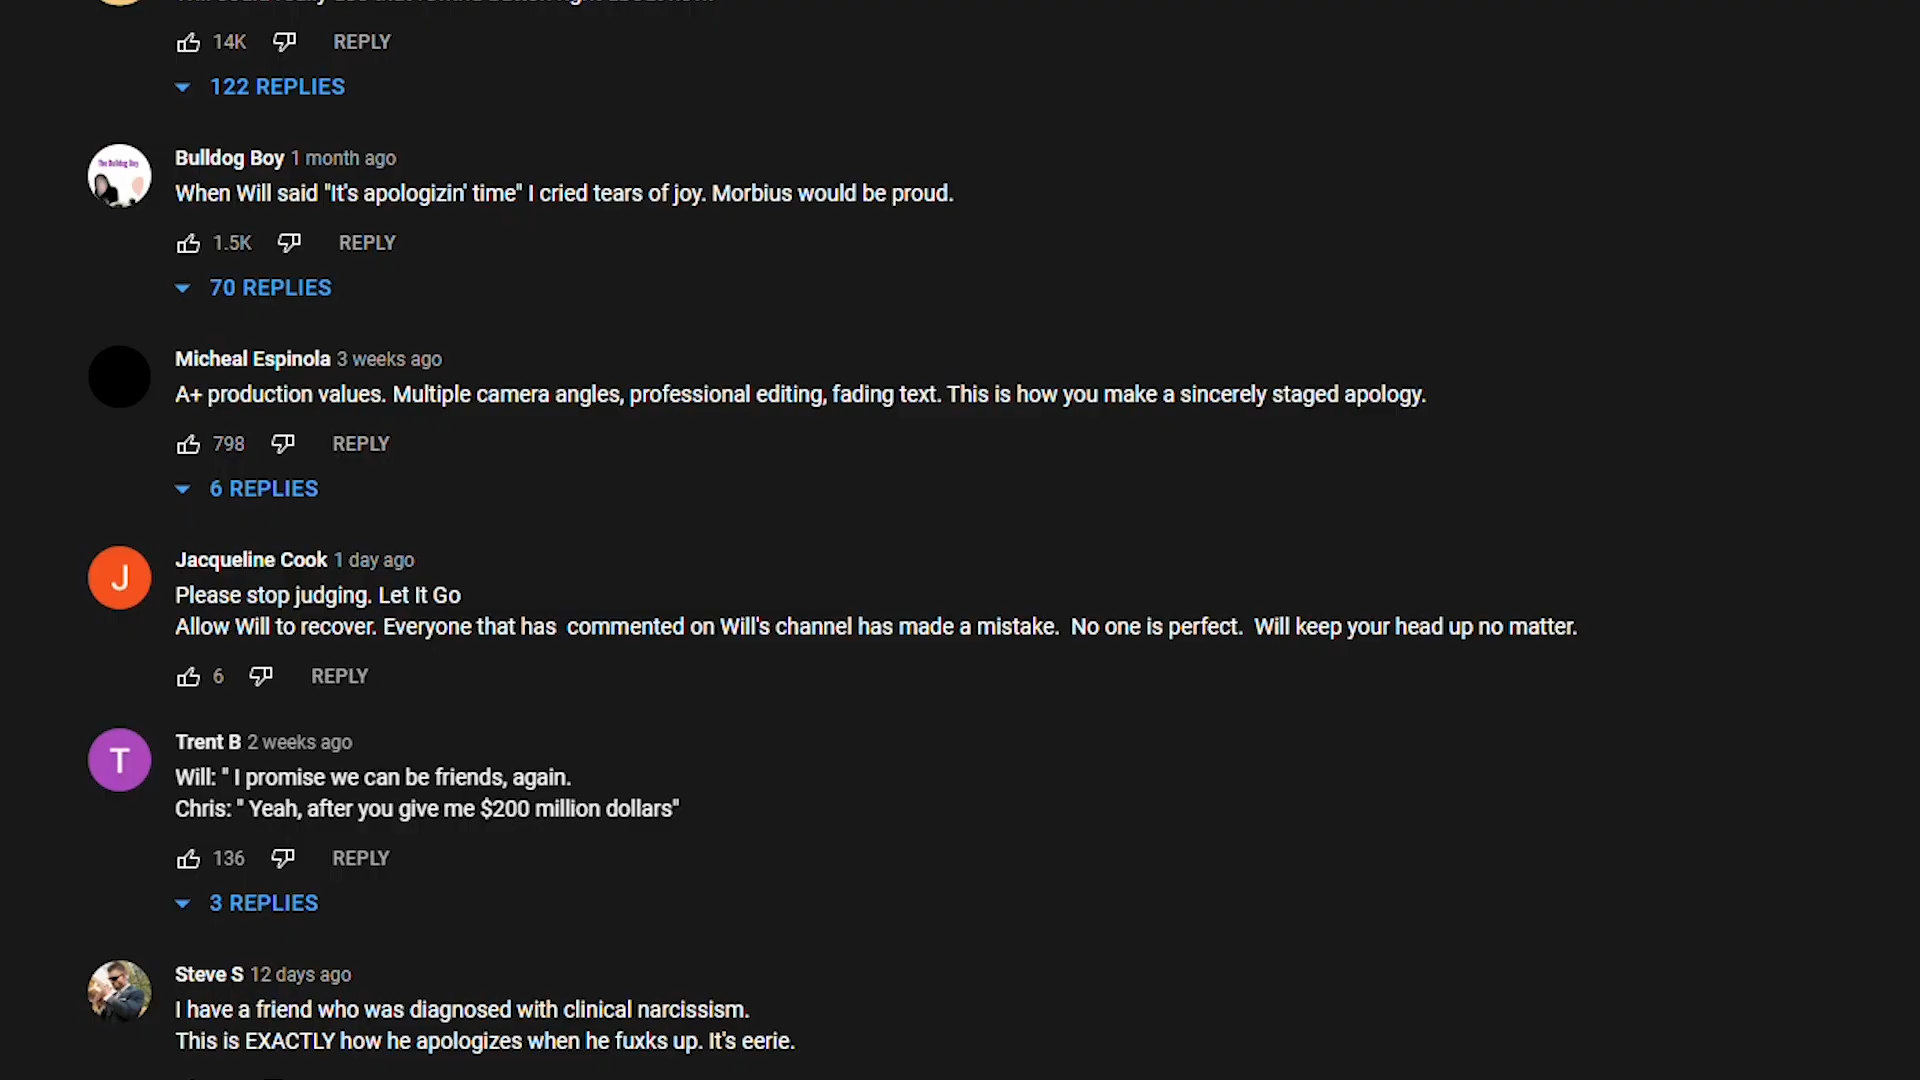 14K REPLY
122 REPLIES
The Bulldog Boy
Bulldog Boy 1 month ago
When Will said "It's apologizin' time" I cried tears of joy. Morbius would be proud.
1.5K REPLY
70 REPLIES
Micheal Espinola 3 weeks ago
A+ production values. Multiple camera angles, professional editing, fading text. This is how you make a sincerely staged apology.
798 REPLY
6 REPLIES
J
Jacqueline Cook 1 day ago
Please stop judging. Let It Go
Allow Will to recover. Everyone that has  commented on Will's channel has made a mistake.  No one is perfect.  Will keep your head up no matter.
6 REPLY
T
Trent B 2 weeks ago
Will: " I promise we can be friends, again.
Chris: " Yeah, after you give me $200 million dollars"
136 REPLY
3 REPLIES
Steve S 12 days ago
I have a friend who was diagnosed with clinical narcissism.
This is EXACTLY how he apologizes when he fuxks up. It's eerie.